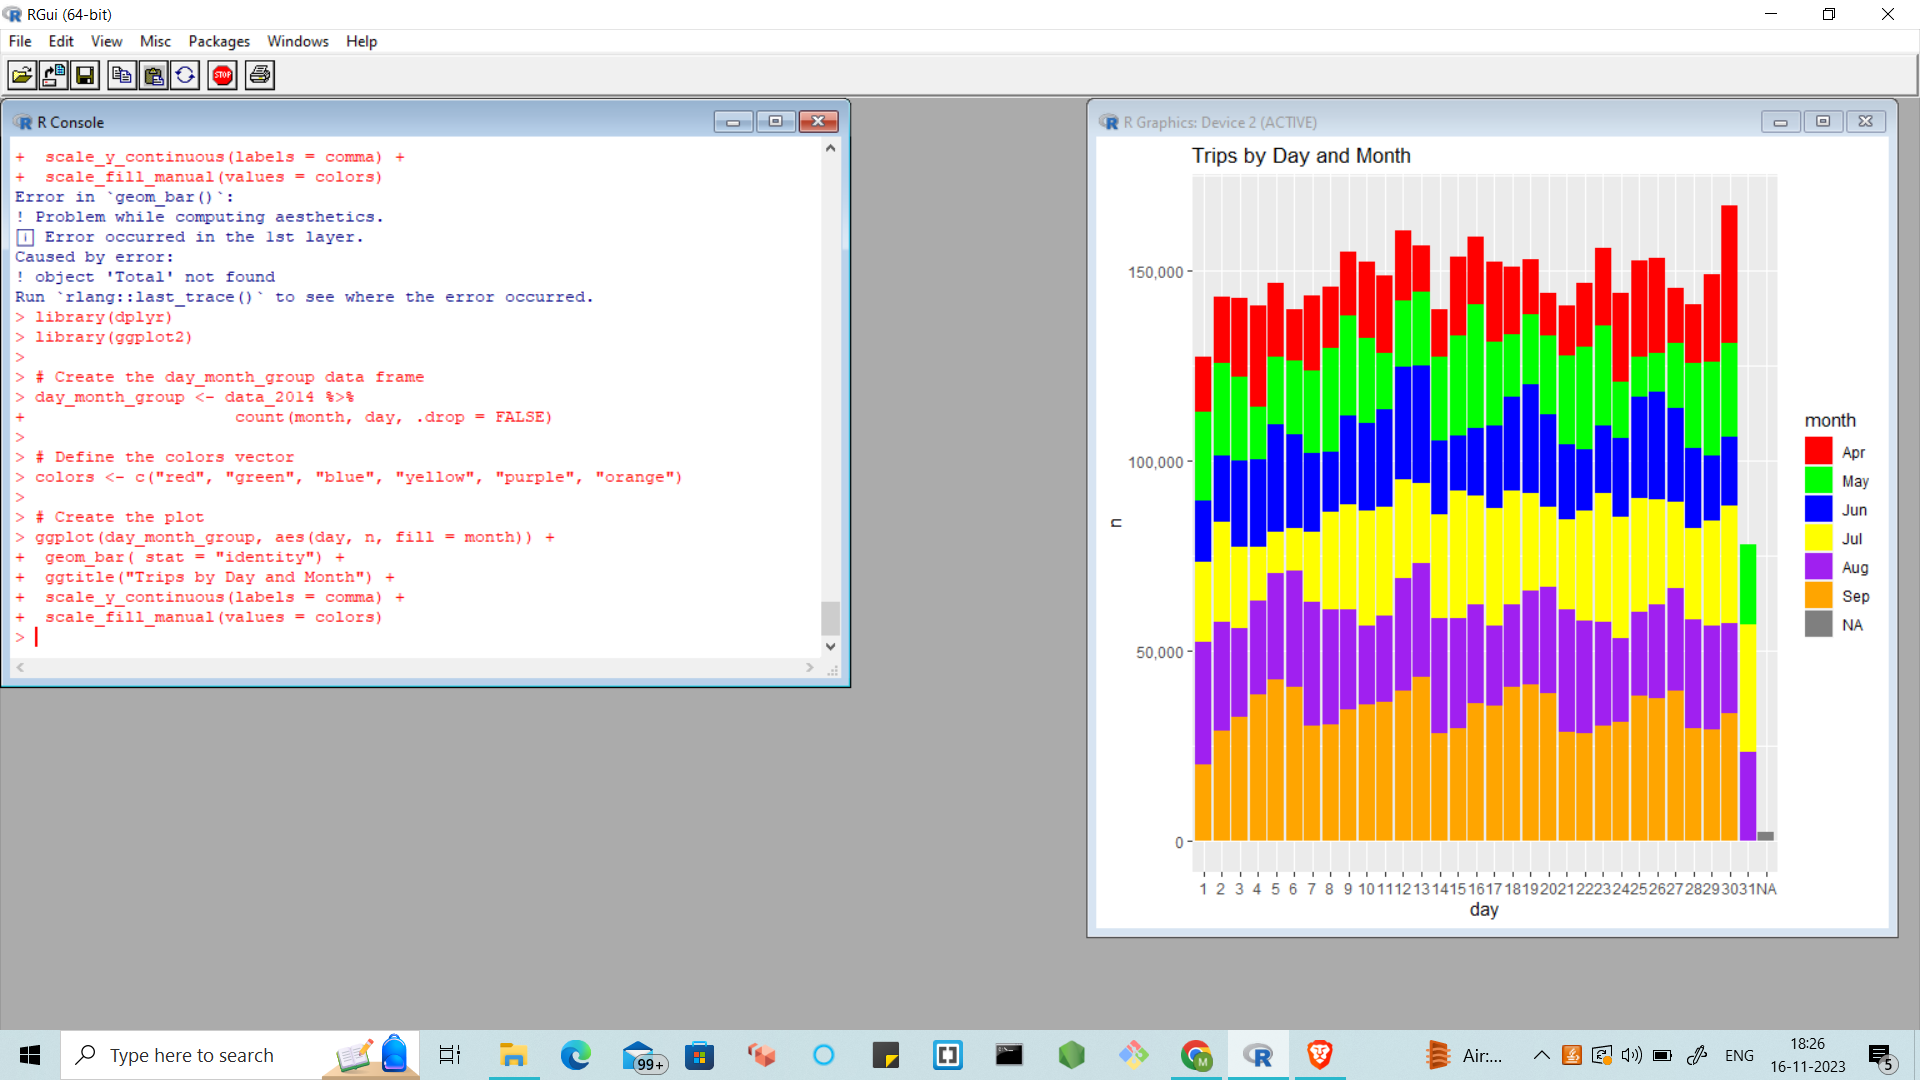 RGui (64-bit)
File Edit View Misc Packages Windows Help
STOP
R Console
+  scale_y_continuous(labels = comma) +
+  scale_fill_manual(values = colors)
Error in `geom_bar()`:
! Problem while computing aesthetics.
i Error occurred in the 1st layer.
Caused by error:
! object 'Total' not found
Run `rlang::last_trace()` to see where the error occurred.
> library(dplyr)
> library(ggplot2)
>
> # Create the day_month_group data frame
> day_month_group <- data_2014 %>%
+                     count(month, day, .drop = FALSE)
>
> # Define the colors vector
> colors <- c("red", "green", "blue", "yellow", "purple", "orange")
>
> # Create the plot
> ggplot(day_month_group, aes(day, n, fill = month)) +
+  geom_bar( stat = "identity") +
+  ggtitle("Trips by Day and Month") +
+  scale_y_continuous(labels = comma) +
+  scale_fill_manual(values = colors)
>
R Graphics: Device 2 (ACTIVE)
Trips by Day and Month
150,000
100,000
50,000
0
n
1 2 3 4 5 6 7 8 9 10 11 12 13 14 15 16 17 18 19 20 21 22 23 24 25 26 27 28 29 30 31 NA
day
month
Apr
May
Jun
Jul
Aug
Sep
NA
Type here to search
99+
M
R
Air:...
ENG
18:26
16-11-2023
5